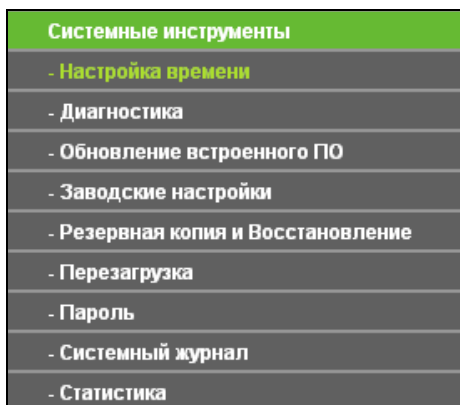 Системные инструменты
- Настройка времени
- Диагностика
- Обновление встроенного ПО
- Заводские настройки
- Резервная копия и Восстановление
- Перезагрузка
- Пароль
- Системный журнал
- Статистика